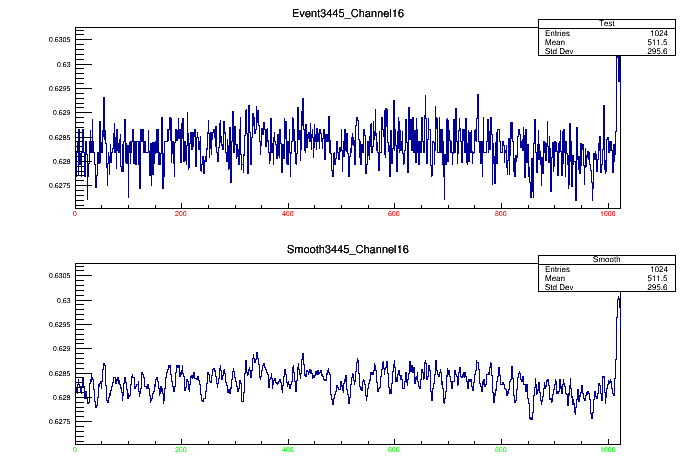 Event3445_Channel16
Test
Entries 1024
Mean 511.5
Std Dev 295.6
0.6305
0.63
0.6295
0.629
0.6285
0.628
0.6275
0 200 400 600 800 1000
Smooth3445_Channel16
Smooth
Entries 1024
Mean 511.5
Std Dev 295.6
0.6305
0.63
0.6295
0.629
0.6285
0.628
0.6275
0 200 400 600 800 1000